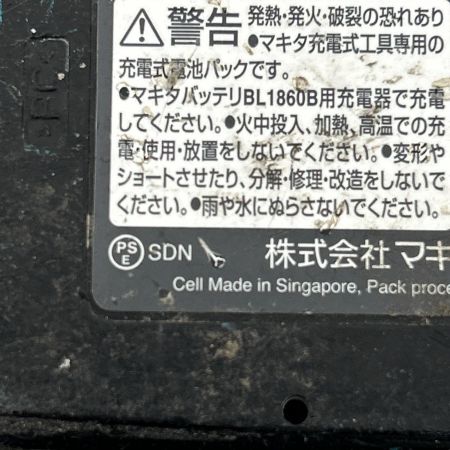 警告 発熱・発火・破裂の恐れあり
●マキタ充電式工具専用の
充電式電池パックです。
●マキタバッテリBL1860B用充電器で充電
してください。●火中投入、加熱、高温での充
電・使用・放置をしないでください。●変形や
ショートさせたり、分解・修理・改造をしないで
ください。●雨や水にぬらさないでください。
PS E SDN 株式会社マキ
Cell Made in Singapore, Pack proce